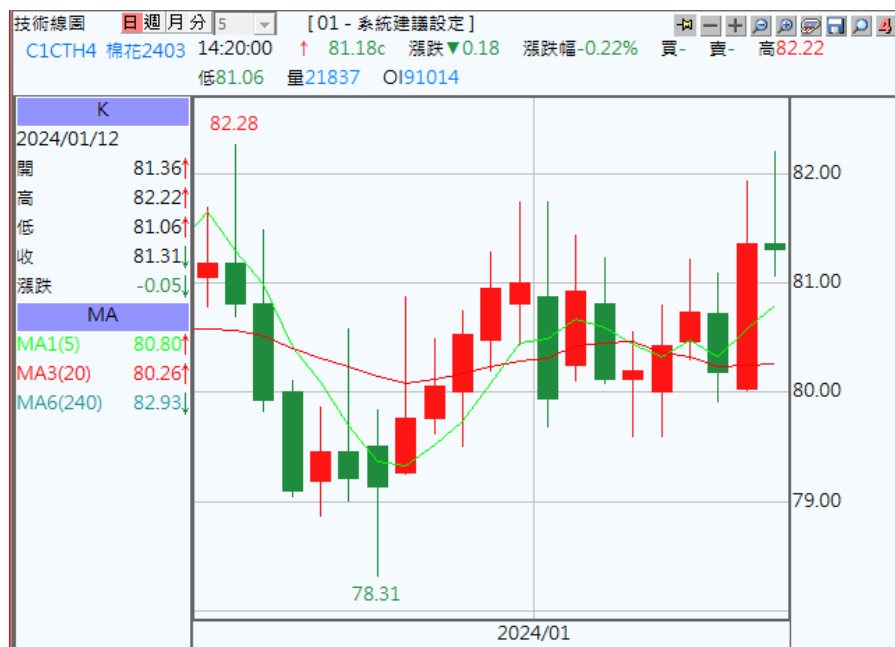 技術線圖 日 週 月 分 5 [ 01 - 系統建議設定 ]
C1CTH4 棉花2403 14:20:00 ↑ 81.18c 漲跌▼0.18 漲跌幅-0.22% 買- 賣- 高82.22
低81.06 量21837 OI91014
K
2024/01/12
開 81.36↑
高 82.22↑
低 81.06↑
收 81.31↓
漲跌 -0.05↓
MA
MA1(5) 80.80↑
MA3(20) 80.26↑
MA6(240) 82.93↓
82.28
78.31
82.00
81.00
80.00
79.00
2024/01